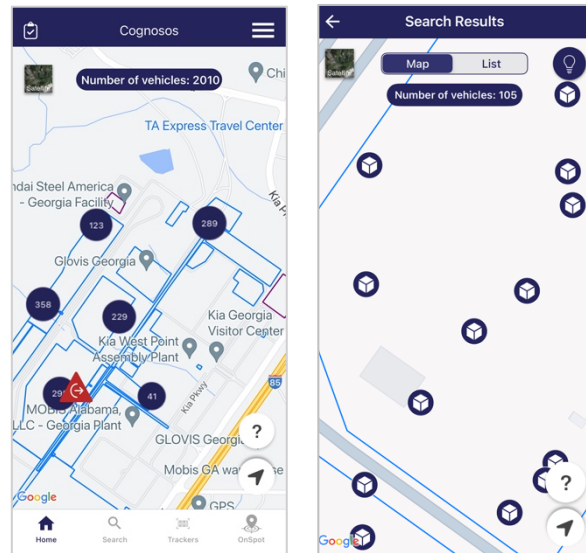 Cognosos
Satellite
Number of vehicles: 2010
Chi
TA Express Travel Center
ndai Steel America
- Georgia Facility
Kia P
123
289
Glovis Georgia
358
229
Kia Georgia
Visitor Center
Kia West Point
Assembly Plant
85
29
41
Kia Pkwy
MOBIS Alabama,
LLC - Georgia Plant
GLOVIS Georgi
?
Mobis GA wa
se
Google
GPS
Home
Search
Trackers
OnSpot
Search Results
Satellite
Map
List
Number of vehicles: 105
?
Google